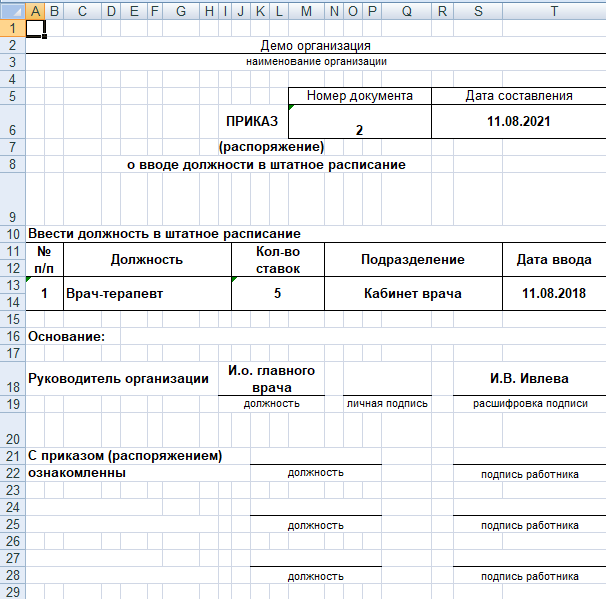 A B C D E F G H I J K L M N O P Q R S T
1
2 Демо организация
3 наименование организации
4
5 Номер документа Дата составления
6 ПРИКАЗ 2 11.08.2021
7 (распоряжение)
8 о вводе должности в штатное расписание
9
10 Ввести должность в штатное расписание
11 № Кол-во
Должность Подразделение Дата ввода
12 п/п ставок
13
1 Врач-терапевт 5 Кабинет врача 11.08.2018
14
15
16 Основание:
17
И.о. главного
18 Руководитель организации врача И.В. Ивлева
19 должность личная подпись расшифровка подписи
20
21 С приказом (распоряжением)
22 ознакомленны должность подпись работника
23
24
25 должность подпись работника
26
27
28 должность подпись работника
29